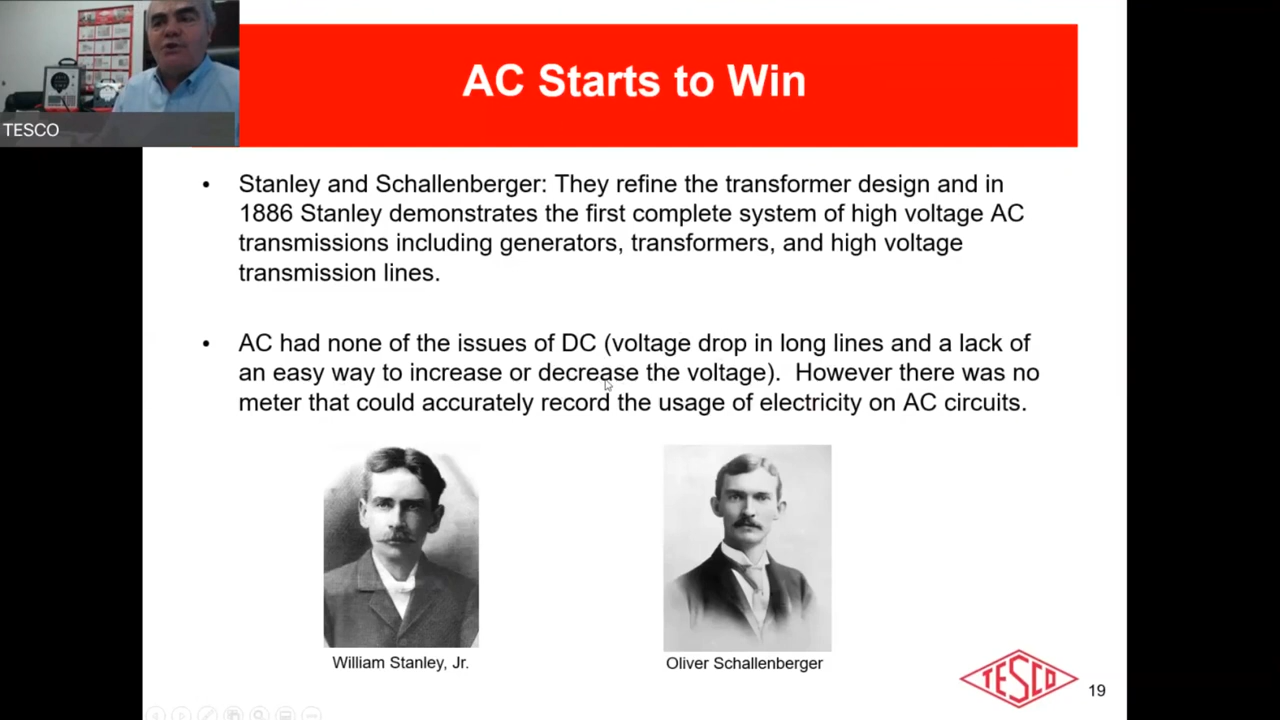 AC Starts to Win
TESCO
• Stanley and Schallenberger: They refine the transformer design and in
1886 Stanley demonstrates the first complete system of high voltage AC
transmissions including generators, transformers, and high voltage
transmission lines.
• AC had none of the issues of DC (voltage drop in long lines and a lack of
an easy way to increase or decrease the voltage).  However there was no
meter that could accurately record the usage of electricity on AC circuits.
William Stanley, Jr.
Oliver Schallenberger
TESCO
19